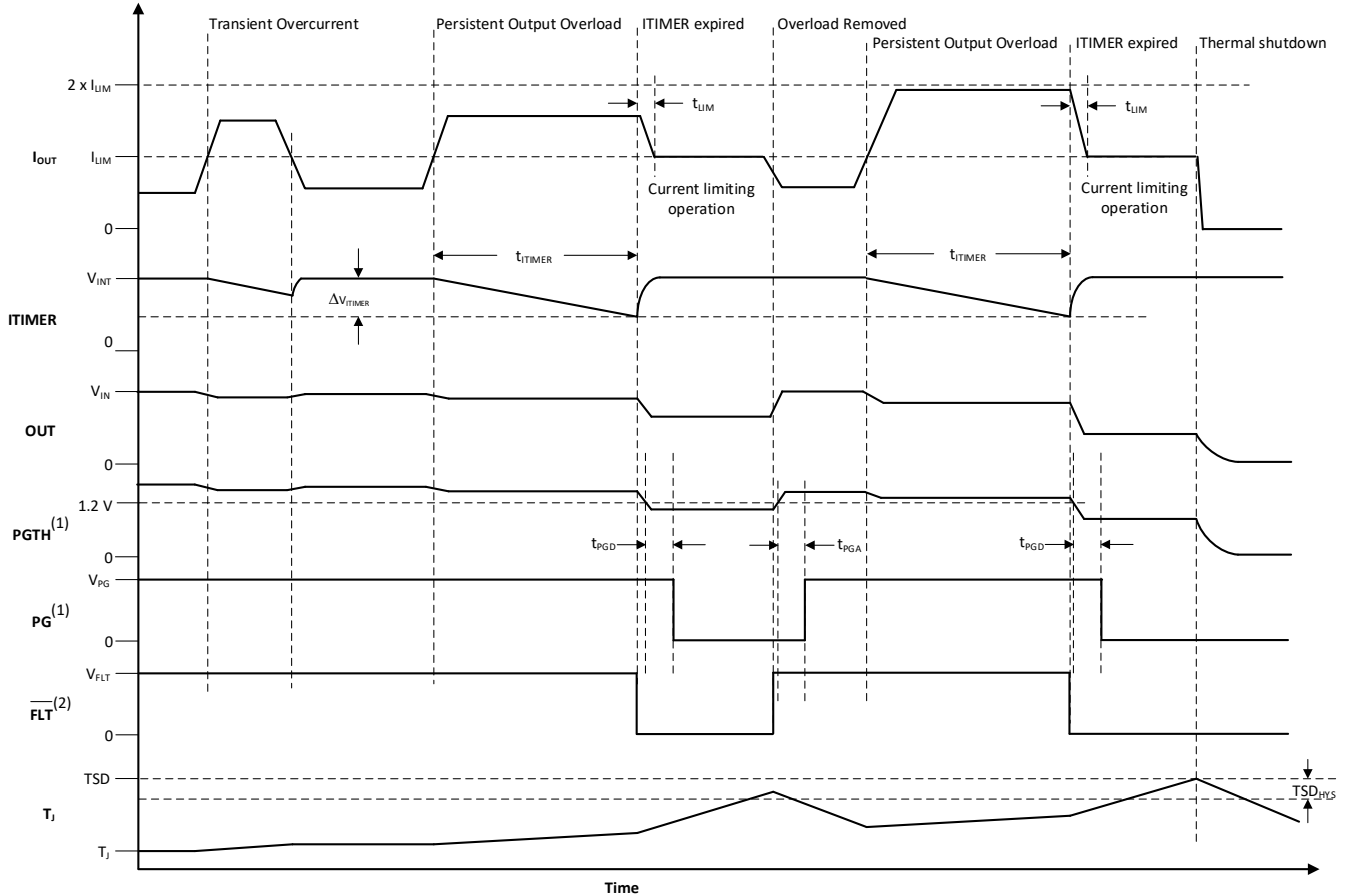 Transient Overcurrent
Persistent Output Overload
ITIMER expired
Overload Removed
Persistent Output Overload
ITIMER expired
Thermal shutdown
2 x ILIM
tLIM
tLIM
IOUT
ILIM
Current limiting
operation
Current limiting
operation
0
VINT
tITIMER
tITIMER
ΔVITIMER
ITIMER
0
VIN
OUT
0
1.2 V
PGTH(1)
tPGD
tPGA
tPGD
0
VPG
PG(1)
0
VFLT
FLT(2)
0
TSD
TSDHYS
TJ
TJ
Time